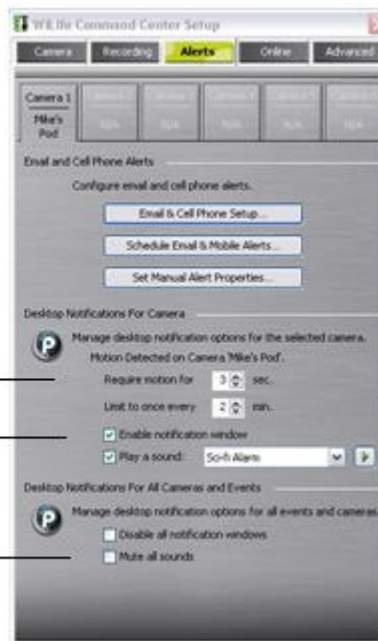 WiLife Command Center Setup
Camera Recording Alerts Online Advanced
Camera 1
Mike's Pod
N/A N/A N/A N/A N/A
Email and Cell Phone Alerts
Configure email and cell phone alerts.
Email & Cell Phone Setup...
Schedule Email & Mobile Alerts...
Set Manual Alert Properties...
Desktop Notifications For Camera
P
Manage desktop notification options for the selected camera.
Motion Detected on Camera 'Mike's Pod'.
Require motion for 3 sec.
Limit to once every 2 min.
Enable notification window
Play a sound: Sci-fi Alarm
Desktop Notifications For All Cameras and Events
P
Manage desktop notification options for all events and cameras
Disable all notification windows
Mute all sounds